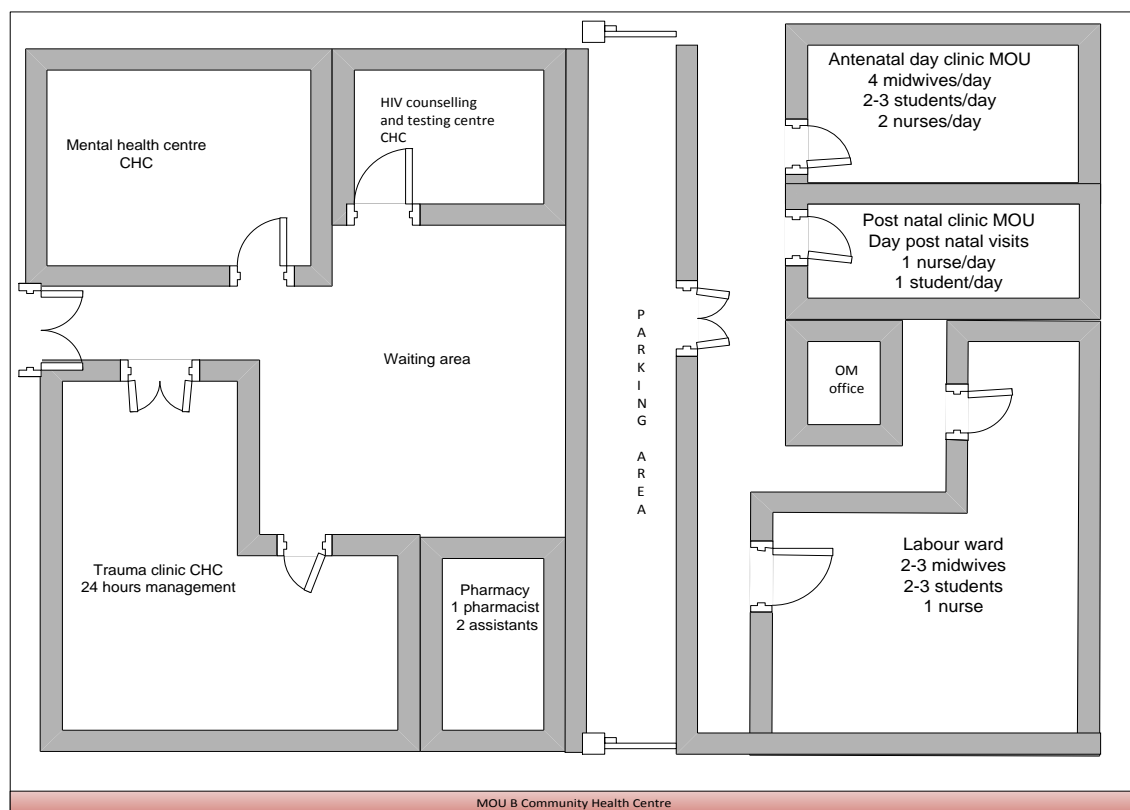 Mental health centre
CHC
HIV counselling
and testing centre
CHC
Waiting area
Trauma clinic CHC
24 hours management
Pharmacy
1 pharmacist
2 assistants
PARKING AREA
Antenatal day clinic MOU
4 midwives/day
2-3 students/day
2 nurses/day
Post natal clinic MOU
Day post natal visits
1 nurse/day
1 student/day
OM
office
Labour ward
2-3 midwives
2-3 students
1 nurse
MOU B Community Health Centre